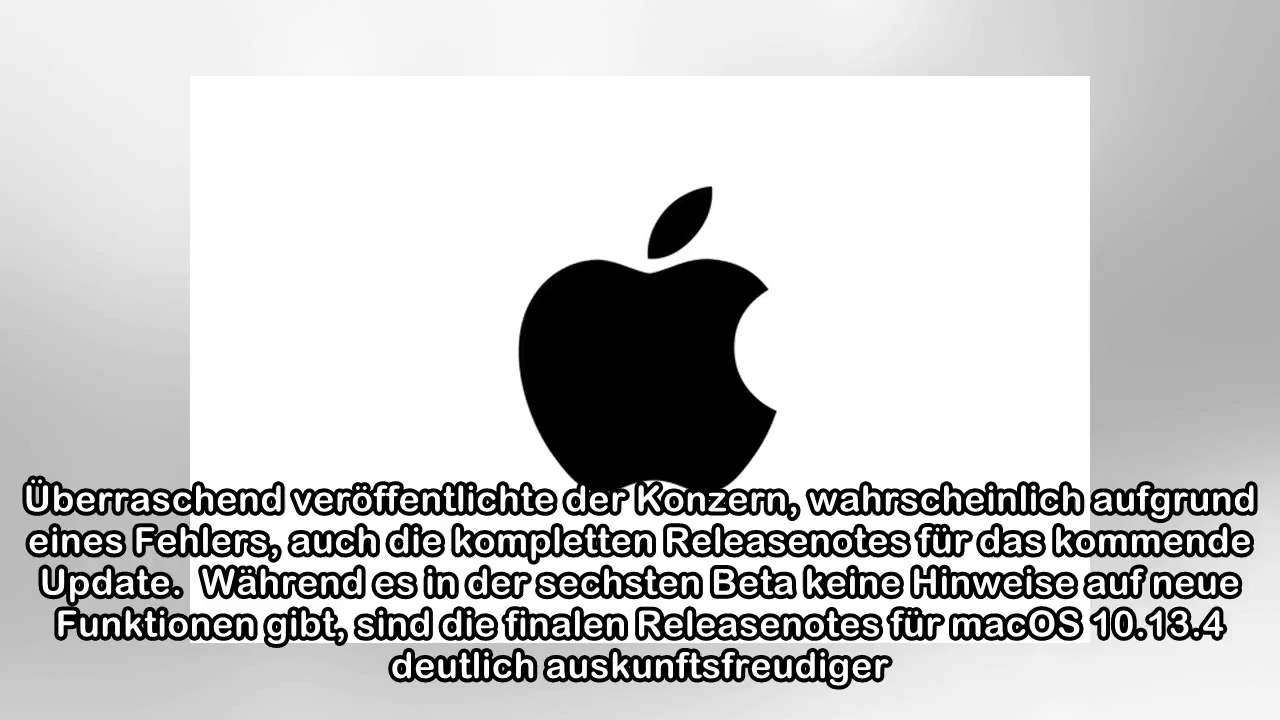 Überraschend veröffentlichte der Konzern, wahrscheinlich aufgrund
eines Fehlers, auch die kompletten Releasenotes für das kommende
Update.  Während es in der sechsten Beta keine Hinweise auf neue
Funktionen gibt, sind die finalen Releasenotes für macOS 10.13.4
deutlich auskunftsfreudiger